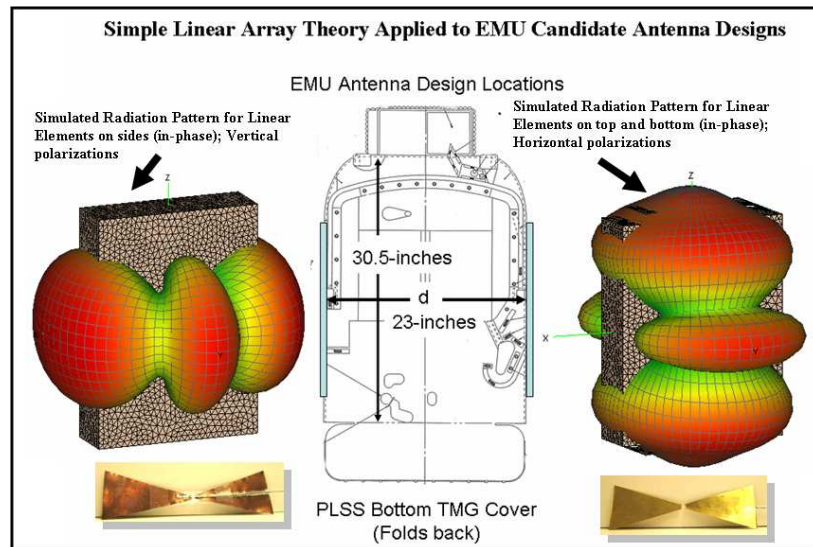 Simple Linear Array Theory Applied to EMU Candidate Antenna Designs
EMU Antenna Design Locations
Simulated Radiation Pattern for Linear
Elements on sides (in-phase); Vertical
polarizations
Simulated Radiation Pattern for Linear
Elements on top and bottom (in-phase);
Horizontal polarizations
z
z
30.5-inches
d
23-inches
x
Y
Y
PLSS Bottom TMG Cover
(Folds back)